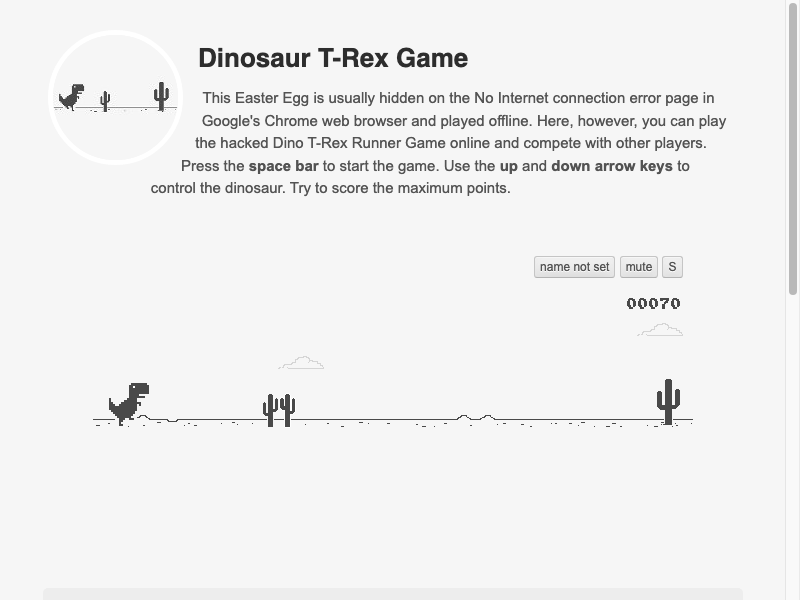 Dinosaur T-Rex Game
This Easter Egg is usually hidden on the No Internet connection error page in
Google's Chrome web browser and played offline. Here, however, you can play
the hacked Dino T-Rex Runner Game online and compete with other players.
Press the space bar to start the game. Use the up and down arrow keys to
control the dinosaur. Try to score the maximum points.
name not set mute S
00070